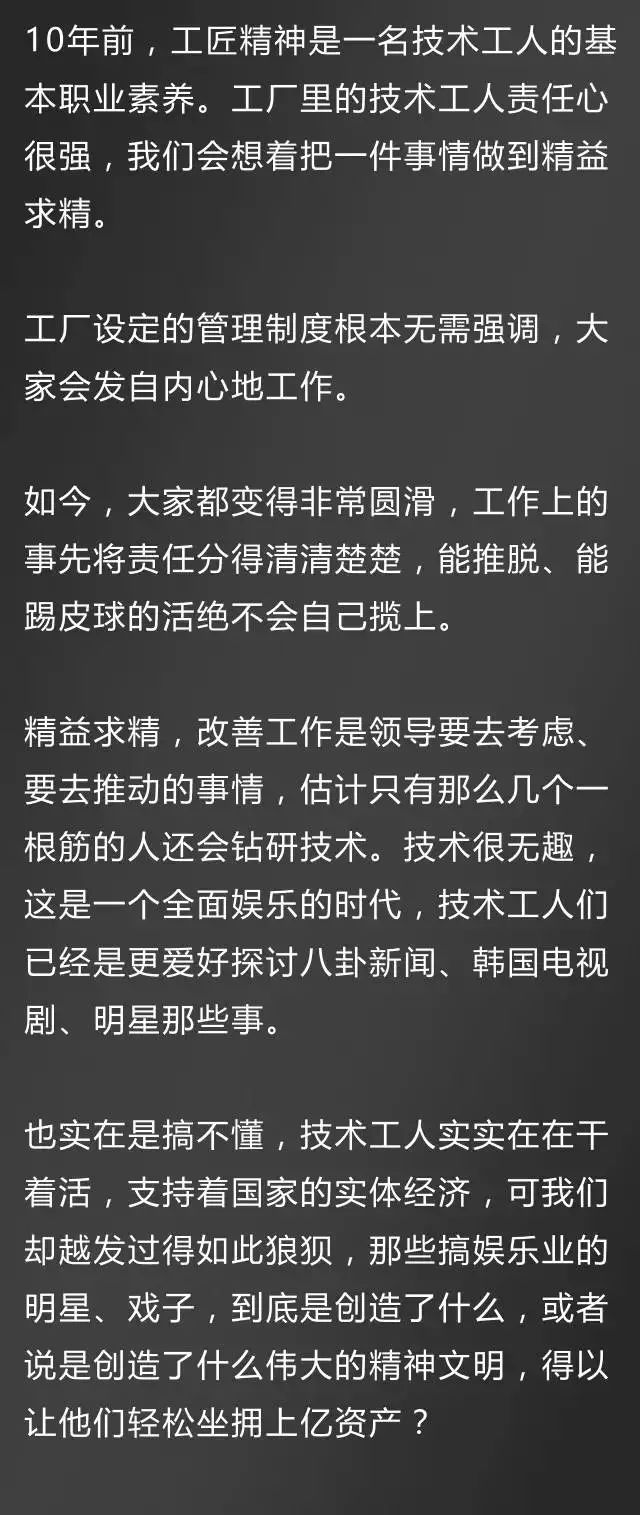 10年前，工匠精神是一名技术工人的基
本职业素养。工厂里的技术工人责任心
很强，我们会想着把一件事情做到精益
求精。
工厂设定的管理制度根本无需强调，大
家会发自内心地工作。
如今，大家都变得非常圆滑，工作上的
事先将责任分得清清楚楚，能推脱、能
踢皮球的活绝不会自己揽上。
精益求精，改善工作是领导要去考虑、
要去推动的事情，估计只有那么几个一
根筋的人还会钻研技术。技术很无趣，
这是一个全面娱乐的时代，技术工人们
已经是更爱好探讨八卦新闻、韩国电视
剧、明星那些事。
也实在是搞不懂，技术工人实实在在干
着活，支持着国家的实体经济，可我们
却越发过得如此狼狈，那些搞娱乐业的
明星、戏子，到底是创造了什么，或者
说是创造了什么伟大的精神文明，得以
让他们轻松坐拥上亿资产？